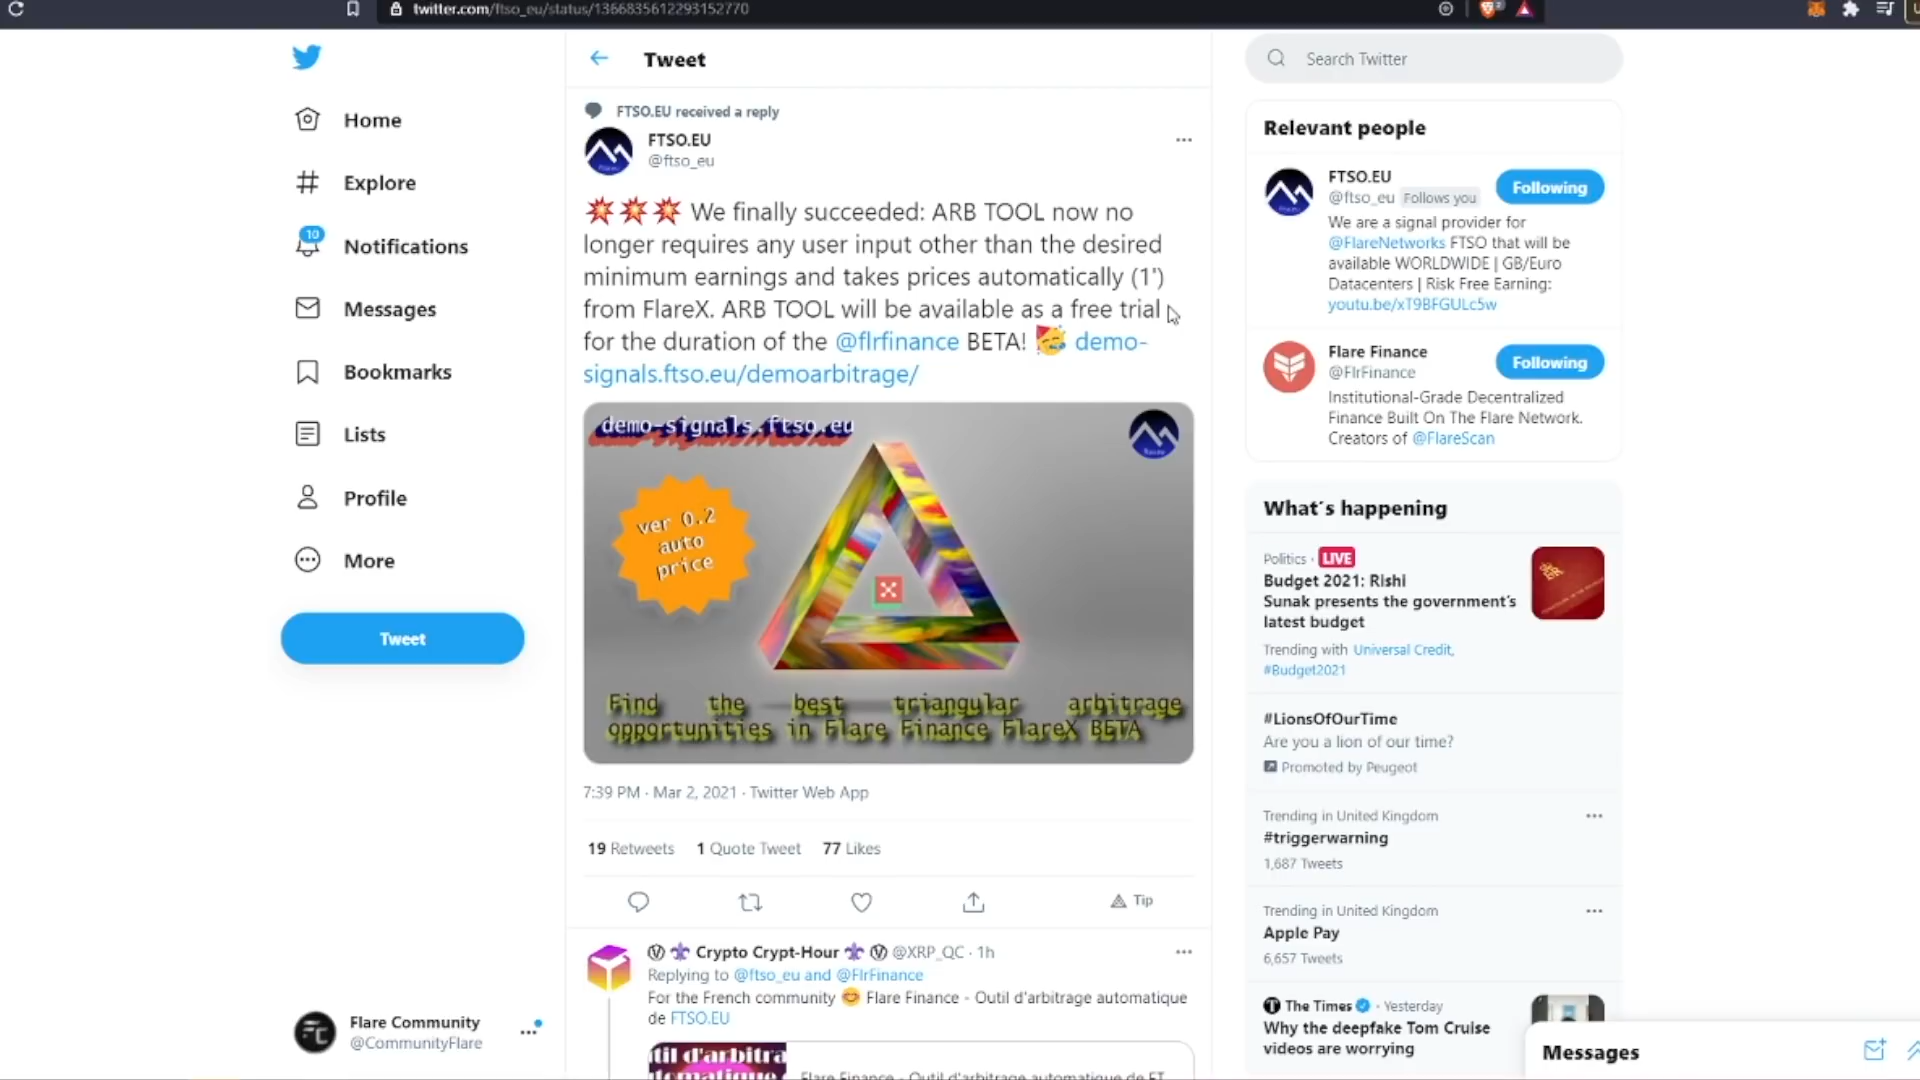 twitter.com/ftso_eu/status/1366835612293152770
Home
Explore
10
Notifications
Messages
Bookmarks
Lists
Profile
More
Tweet
Flare Community
@CommunityFlare
Tweet
FTSO.EU received a reply
FTSO.EU
@ftso_eu
💥💥💥 We finally succeeded: ARB TOOL now no
longer requires any user input other than the desired
minimum earnings and takes prices automatically (1')
from FlareX. ARB TOOL will be available as a free trial
for the duration of the @flrfinance BETA! 🥳 demo-
signals.ftso.eu/demoarbitrage/
demo-signals.ftso.eu
ver 0.2
auto
price
Find the best triangular arbitrage
opportunities in Flare Finance FlareX BETA
7:39 PM · Mar 2, 2021 · Twitter Web App
19 Retweets 1 Quote Tweet 77 Likes
Tip
Ⓥ ⚜ Crypto Crypt-Hour ⚜ Ⓥ @XRP_QC · 1h
Replying to @ftso_eu and @FlrFinance
For the French community 😊 Flare Finance - Outil d'arbitrage automatique
de FTSO.EU
Flare Finance - Outil d'arbitrage automatique de FT
Search Twitter
Relevant people
FTSO.EU
@ftso_eu Follows you
Following
We are a signal provider for
@FlareNetworks FTSO that will be
available WORLDWIDE | GB/Euro
Datacenters | Risk Free Earning:
youtu.be/xT9BFGULc5w
Flare Finance
@FlrFinance
Following
Institutional-Grade Decentralized
Finance Built On The Flare Network.
Creators of @FlareScan
What's happening
Politics · LIVE
Budget 2021: Rishi
Sunak presents the government's
latest budget
Trending with Universal Credit,
#Budget2021
#LionsOfOurTime
Are you a lion of our time?
Promoted by Peugeot
Trending in United Kingdom
#triggerwarning
1,687 Tweets
Trending in United Kingdom
Apple Pay
6,657 Tweets
The Times · Yesterday
Why the deepfake Tom Cruise
videos are worrying
Messages